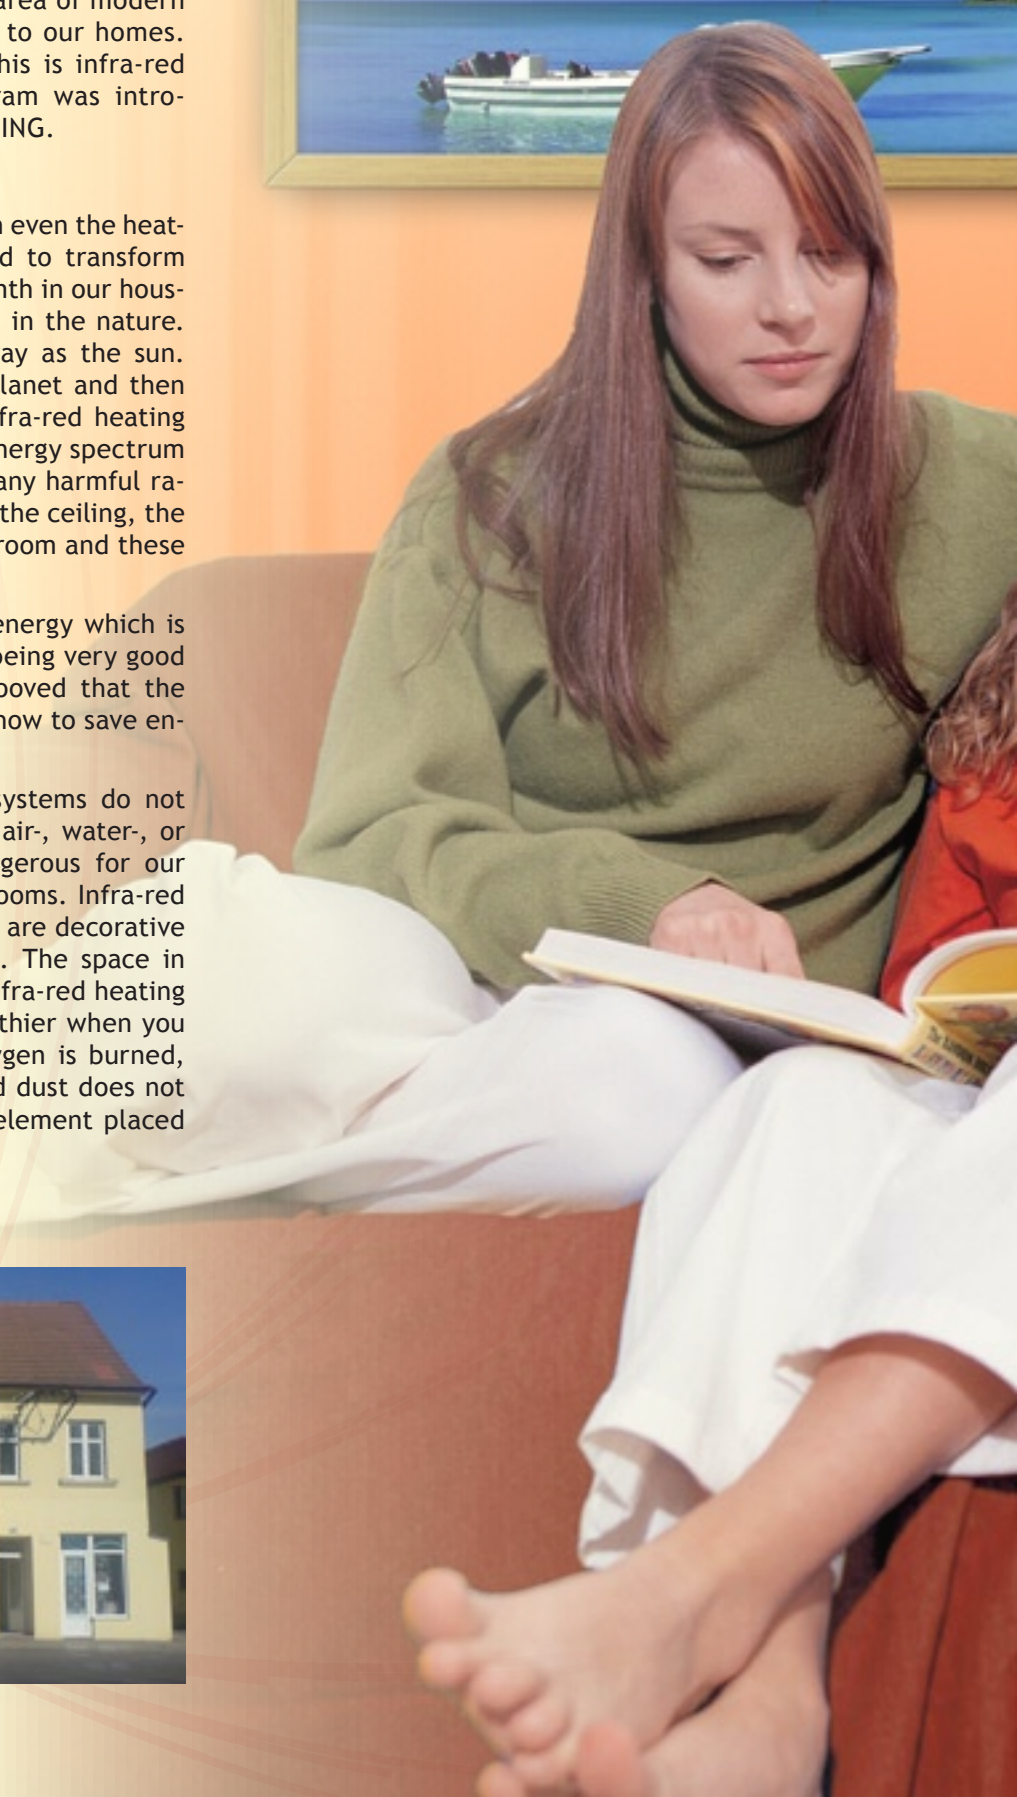 area of modern
to our homes.
his is infra-red
ram was intro-
ING.
even the heat-
d to transform
nth in our hous-
in the nature.
ay as the sun.
lanet and then
fra-red heating
nergy spectrum
any harmful ra-
the ceiling, the
room and these
energy which is
being very good
ooved that the
how to save en-
systems do not
air-, water-, or
gerous for our
ooms. Infra-red
are decorative
. The space in
fra-red heating
thier when you
ygen is burned,
d dust does not
element placed